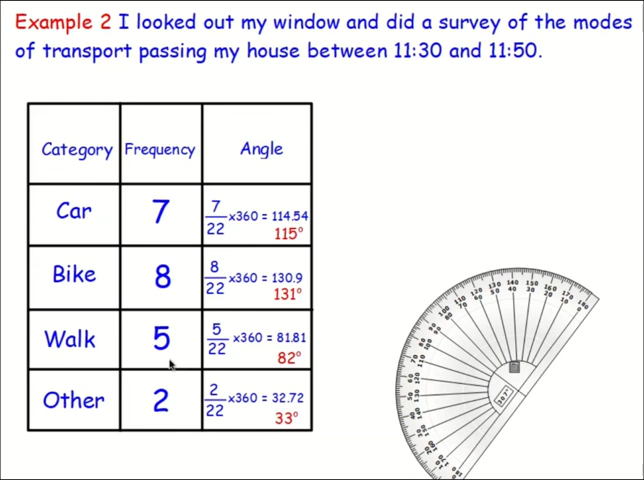 Example 2 I looked out my window and did a survey of the modes
of transport passing my house between 11:30 and 11:50.
Category Frequency Angle
Car 7 7/22 x360 = 114.54
115°
Bike 8 8/22 x360 = 130.9
131°
Walk 5 5/22 x360 = 81.81
82°
Other 2 2/22 x360 = 32.72
33°